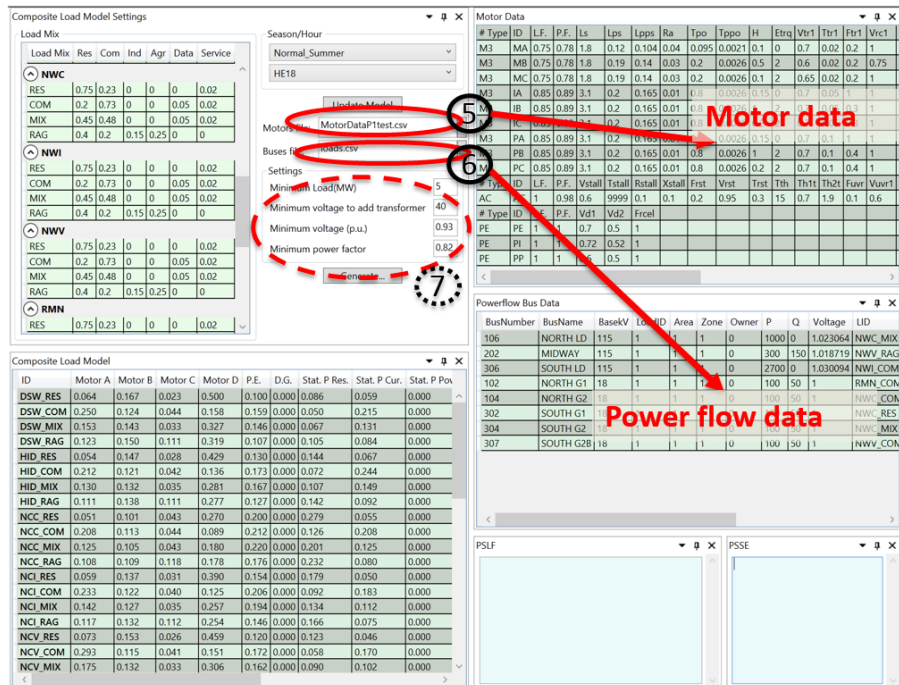 Composite Load Model Settings
Load Mix
Load Mix Res Com Ind Agr Data Service
NWC
RES 0.75 0.23 0 0 0 0.02
COM 0.2 0.73 0 0 0.05 0.02
MIX 0.45 0.48 0 0 0.05 0.02
RAG 0.4 0.2 0.15 0.25 0 0
NWI
RES 0.75 0.23 0 0 0 0.02
COM 0.2 0.73 0 0 0.05 0.02
MIX 0.45 0.48 0 0 0.05 0.02
RAG 0.4 0.2 0.15 0.25 0 0
NWV
RES 0.75 0.23 0 0 0 0.02
COM 0.2 0.73 0 0 0.05 0.02
MIX 0.45 0.48 0 0 0.05 0.02
RAG 0.4 0.2 0.15 0.25 0 0
RMN
RES 0.75 0.23 0 0 0 0.02
Season/Hour
Normal_Summer
HE18
Update Model
Motors MotorDataP1test.csv
5
Buses loads.csv
6
Settings
Minimum Load(MW) 5
Minimum voltage to add transformer 40
Minimum voltage (p.u.) 0.93
Minimum power factor 0.82
Generate...
7
Motor Data
# Type ID L.F. P.F. Ls Lps Lpps Ra Tpo Tppo H Etrq Vtr1 Ttr1 Ftr1 Vrc1
M3 MA 0.75 0.78 1.8 0.12 0.104 0.04 0.095 0.0021 0.1 0 0.7 0.02 0.2 1
M3 MB 0.75 0.78 1.8 0.19 0.14 0.03 0.2 0.0026 0.5 2 0.6 0.02 0.2 0.75
M3 MC 0.75 0.78 1.8 0.19 0.14 0.03 0.2 0.0026 0.1 2 0.65 0.02 0.2 1
M3 IA 0.85 0.89 3.1 0.2 0.165 0.01 0.8 0.0026 0.15 0 0.7 0.05 1
IB 0.85 0.89 3.1 0.2 0.165 0.01
0.2 0.165 0.01
Motor data
PA 0.85 0.89 3.1 0.2 0.01 0.0026 0.15 0 0.7 0.1 1
M3 PB 0.85 0.89 3.1 0.2 0.165 0.01 0.8 0.0026 1 2 0.7 0.1 0.4 1
M3 PC 0.85 0.89 3.1 0.2 0.165 0.01 0.8 0.0026 0.2 2 0.7 0.1 0.4 1
# Type ID L.F. P.F. Vstall Tstall Rstall Xstall Frst Vrst Trst Tth Th1t Th2t Fuvr Vuvr1
AC 1 0.98 0.6 9999 0.1 0.1 0.2 0.95 0.3 15 0.7 1.9 0.1 0.6
# Type ID L.F. P.F. Vd1 Vd2 Frcel
PE PE 1 0.7 0.5 1
PE PI 1 1 0.72 0.52 1
PE PP 1 1 0.5 1
Powerflow Bus Data
BusNumber BusName BasekV Area Zone Owner P Q Voltage LID
106 NORTH LD 115 1 1 1 0 1000 0 1.023064 NWC_MIX
202 MIDWAY 115 1 1 1 0 300 150 1.018719 NWV_RAG
306 SOUTH LD 115 1 1 1 0 2700 0 1.030094 NWI_COM
102 NORTH G1 18 1 1 0 100 50 1 RMN_COM
104 NORTH G2 NWC_COM
302 SOUTH G1 NWC_RES
Power flow data
304 SOUTH G2 NWC_MIX
307 SOUTH G2B 18 1 1 1 0 100 50 1 NWV_COM
Composite Load Model
ID Motor A Motor B Motor C Motor D P.E. D.G. Stat. P Res. Stat. P Cur. Stat. P Pov
DSW_RES 0.064 0.167 0.023 0.500 0.100 0.000 0.086 0.059 0.000
DSW_COM 0.250 0.124 0.044 0.158 0.159 0.000 0.050 0.215 0.000
DSW_MIX 0.153 0.143 0.033 0.327 0.146 0.000 0.067 0.131 0.000
DSW_RAG 0.123 0.150 0.111 0.319 0.107 0.000 0.105 0.084 0.000
HID_RES 0.054 0.147 0.028 0.429 0.130 0.000 0.144 0.067 0.000
HID_COM 0.212 0.121 0.042 0.136 0.173 0.000 0.072 0.244 0.000
HID_MIX 0.130 0.132 0.035 0.281 0.167 0.000 0.107 0.149 0.000
HID_RAG 0.111 0.138 0.111 0.277 0.127 0.000 0.142 0.092 0.000
NCC_RES 0.051 0.101 0.043 0.270 0.200 0.000 0.279 0.055 0.000
NCC_COM 0.208 0.113 0.044 0.089 0.212 0.000 0.126 0.208 0.000
NCC_MIX 0.125 0.105 0.043 0.180 0.220 0.000 0.201 0.125 0.000
NCC_RAG 0.108 0.109 0.118 0.178 0.176 0.000 0.232 0.080 0.000
NCI_RES 0.059 0.137 0.031 0.390 0.154 0.000 0.179 0.050 0.000
NCI_COM 0.233 0.122 0.040 0.125 0.206 0.000 0.092 0.183 0.000
NCI_MIX 0.142 0.127 0.035 0.257 0.194 0.000 0.134 0.112 0.000
NCI_RAG 0.117 0.132 0.112 0.254 0.146 0.000 0.166 0.075 0.000
NCV_RES 0.073 0.153 0.026 0.459 0.120 0.000 0.123 0.046 0.000
NCV_COM 0.293 0.115 0.041 0.151 0.172 0.000 0.058 0.170 0.000
NCV_MIX 0.175 0.132 0.033 0.306 0.162 0.000 0.090 0.102 0.000
PSLF
PSSE